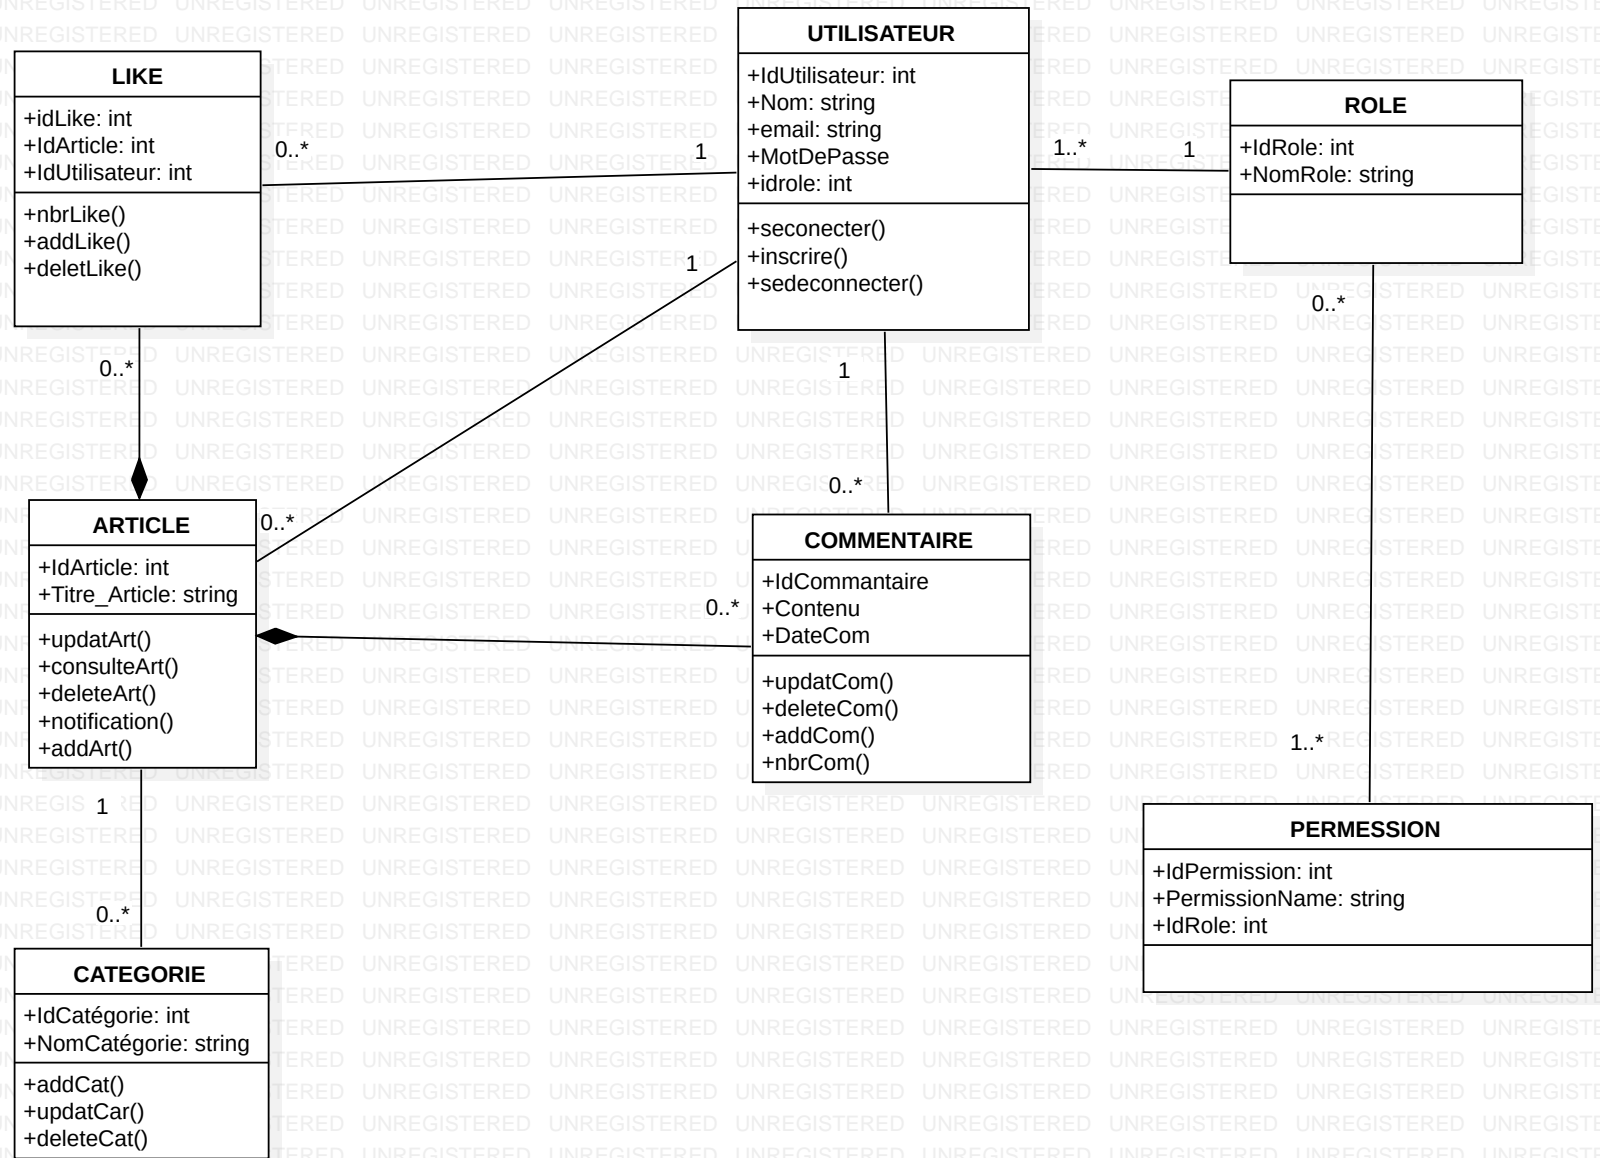 LIKE
+idLike: int
+IdArticle: int
+IdUtilisateur: int
+nbrLike()
+addLike()
+deletLike()
0..*
1
UTILISATEUR
+IdUtilisateur: int
+Nom: string
+email: string
+MotDePasse
+idrole: int
+seconecter()
+inscrire()
+sedeconnecter()
1..*
1
ROLE
+IdRole: int
+NomRole: string
0..*
1
0..*
1
0..*
ARTICLE
+IdArticle: int
+Titre_Article: string
+updatArt()
+consulteArt()
+deleteArt()
+notification()
+addArt()
0..*
0..*
COMMENTAIRE
+IdCommantaire
+Contenu
+DateCom
+updatCom()
+deleteCom()
+addCom()
+nbrCom()
1..*
PERMESSION
+IdPermission: int
+PermissionName: string
+IdRole: int
1
0..*
CATEGORIE
+IdCatégorie: int
+NomCatégorie: string
+addCat()
+updatCar()
+deleteCat()
UNREGISTERED